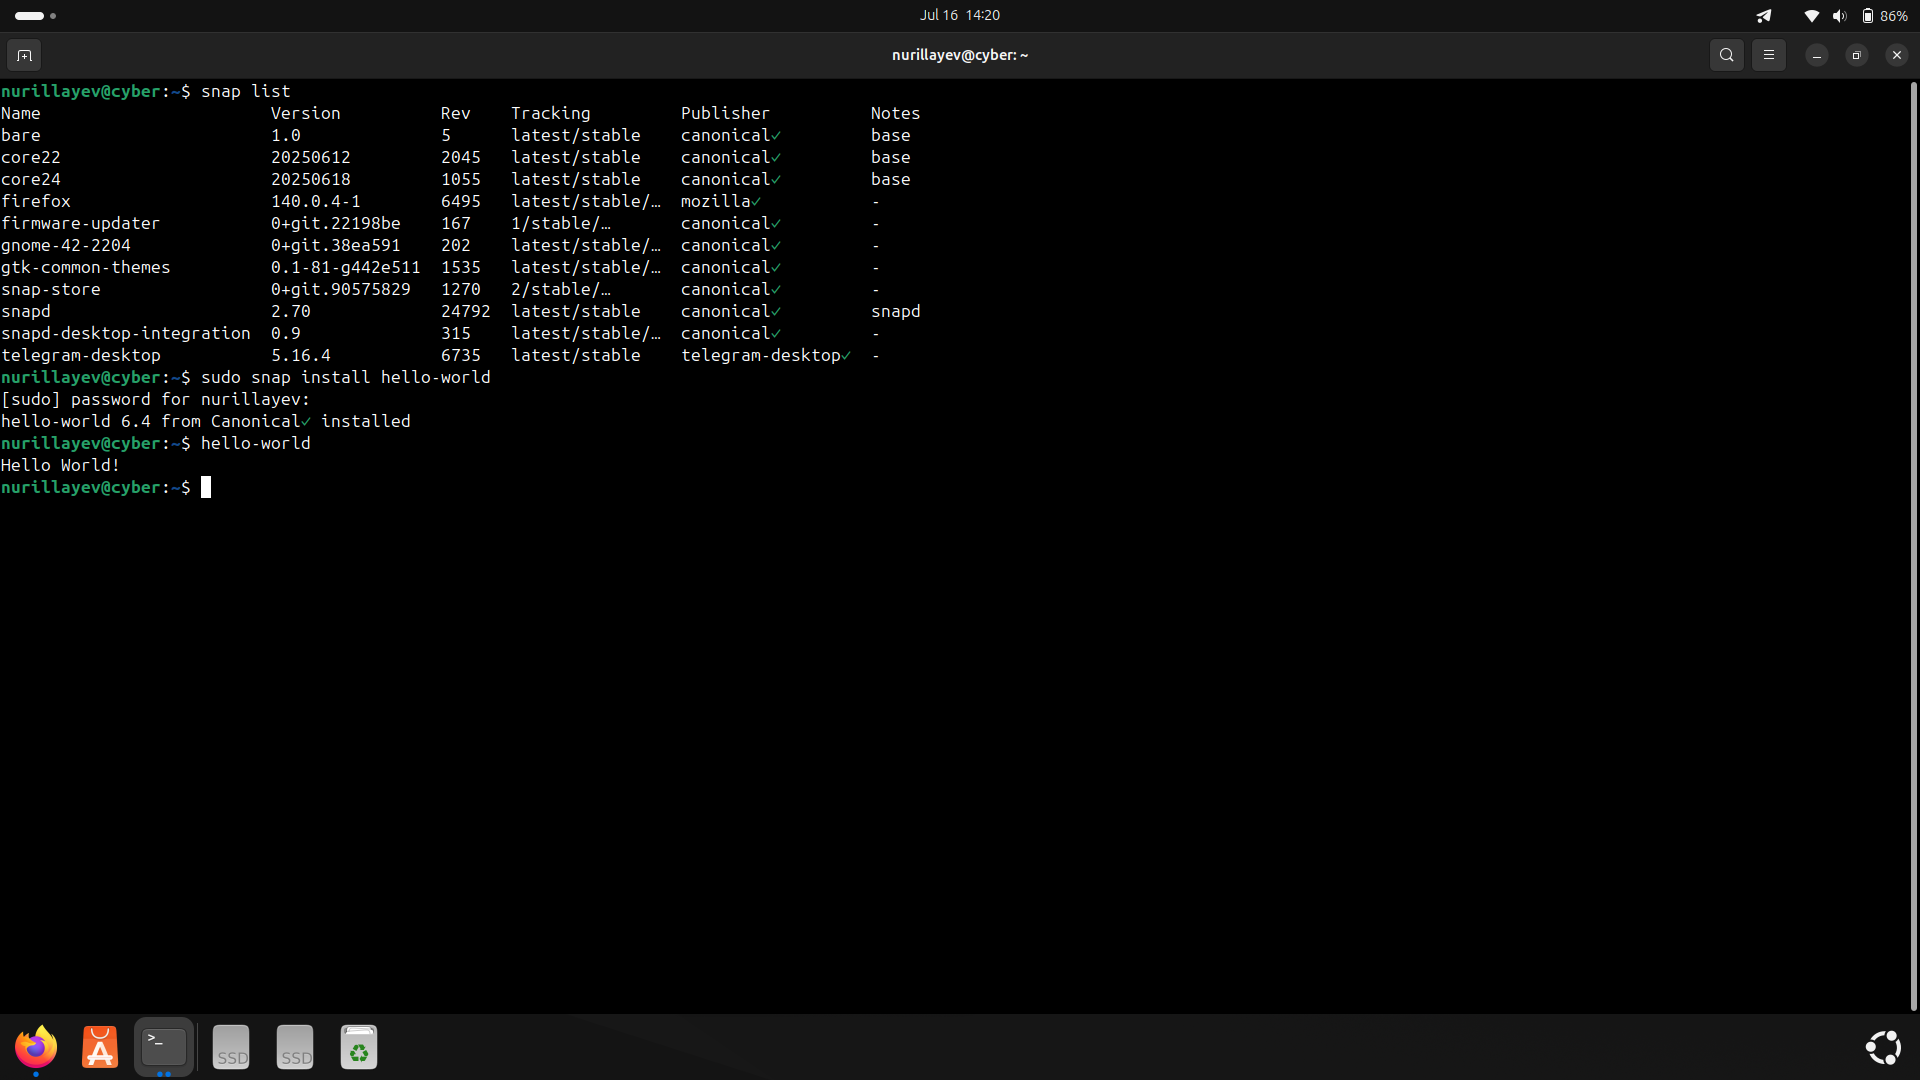 Jul 16  14:20
86%
nurillayev@cyber: ~
nurillayev@cyber:~$ snap list
Name                       Version          Rev    Tracking         Publisher          Notes
bare                       1.0              5      latest/stable    canonical✓         base
core22                     20250612         2045   latest/stable    canonical✓         base
core24                     20250618         1055   latest/stable    canonical✓         base
firefox                    140.0.4-1        6495   latest/stable/…  mozilla✓           -
firmware-updater           0+git.22198be    167    1/stable/…       canonical✓         -
gnome-42-2204              0+git.38ea591    202    latest/stable/…  canonical✓         -
gtk-common-themes          0.1-81-g442e511  1535   latest/stable/…  canonical✓         -
snap-store                 0+git.90575829   1270   2/stable/…       canonical✓         -
snapd                      2.70             24792  latest/stable    canonical✓         snapd
snapd-desktop-integration  0.9              315    latest/stable/…  canonical✓         -
telegram-desktop           5.16.4           6735   latest/stable    telegram-desktop✓  -
nurillayev@cyber:~$ sudo snap install hello-world
[sudo] password for nurillayev:
hello-world 6.4 from Canonical✓ installed
nurillayev@cyber:~$ hello-world
Hello World!
nurillayev@cyber:~$
>_
SSD
SSD